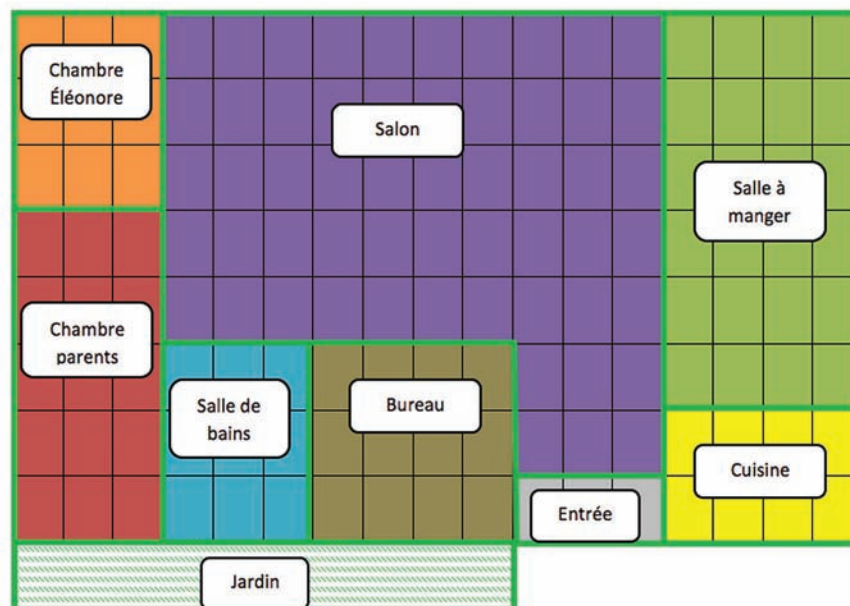 Chambre
Éléonore
Salon
Salle à
manger
Chambre
parents
Salle de
bains
Bureau
Cuisine
Entrée
Jardin